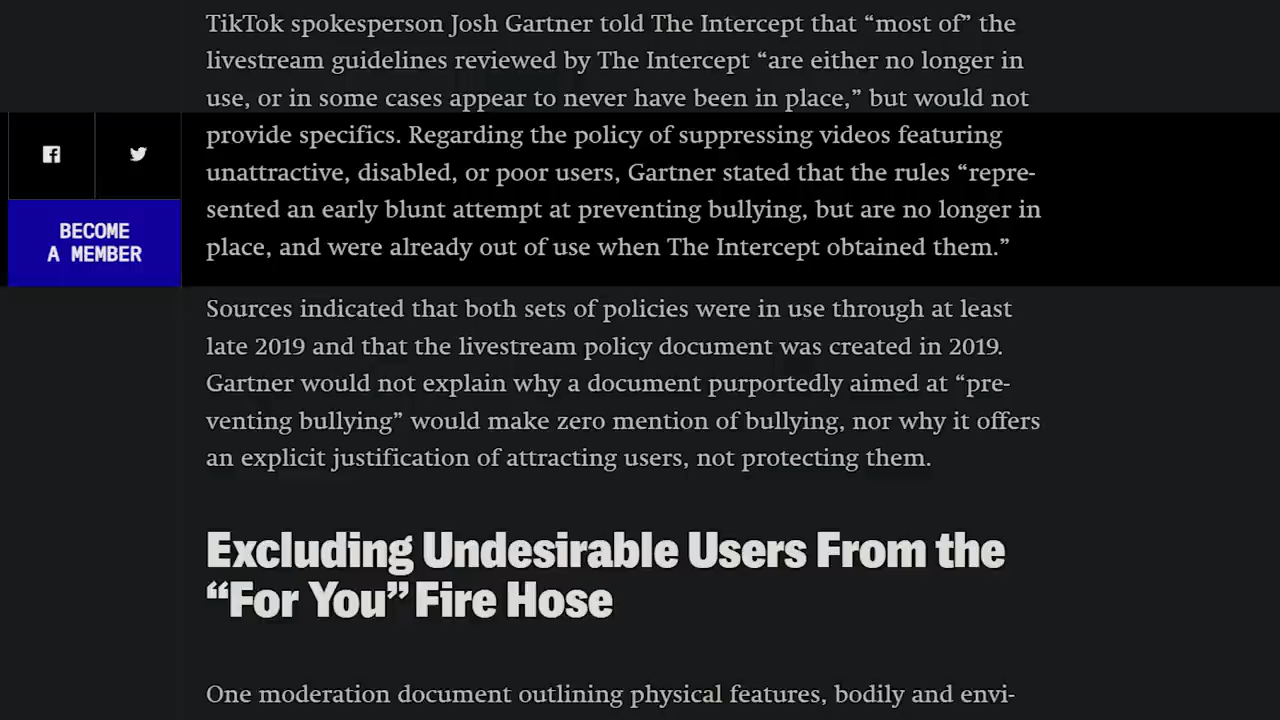 TikTok spokesperson Josh Gartner told The Intercept that “most of” the
livestream guidelines reviewed by The Intercept “are either no longer in
use, or in some cases appear to never have been in place,” but would not
provide specifics. Regarding the policy of suppressing videos featuring
unattractive, disabled, or poor users, Gartner stated that the rules “repre-
sented an early blunt attempt at preventing bullying, but are no longer in
place, and were already out of use when The Intercept obtained them.”
BECOME
A MEMBER
Sources indicated that both sets of policies were in use through at least
late 2019 and that the livestream policy document was created in 2019.
Gartner would not explain why a document purportedly aimed at “pre-
venting bullying” would make zero mention of bullying, nor why it offers
an explicit justification of attracting users, not protecting them.
Excluding Undesirable Users From the
“For You” Fire Hose
One moderation document outlining physical features, bodily and envi-